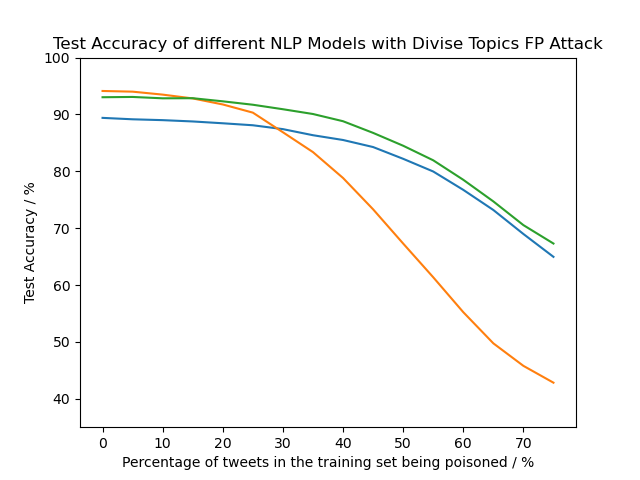 Test Accuracy of different NLP Models with Divise Topics FP Attack
100
90
80
70
60
50
40
Test Accuracy / %
0 10 20 30 40 50 60 70
Percentage of tweets in the training set being poisoned / %